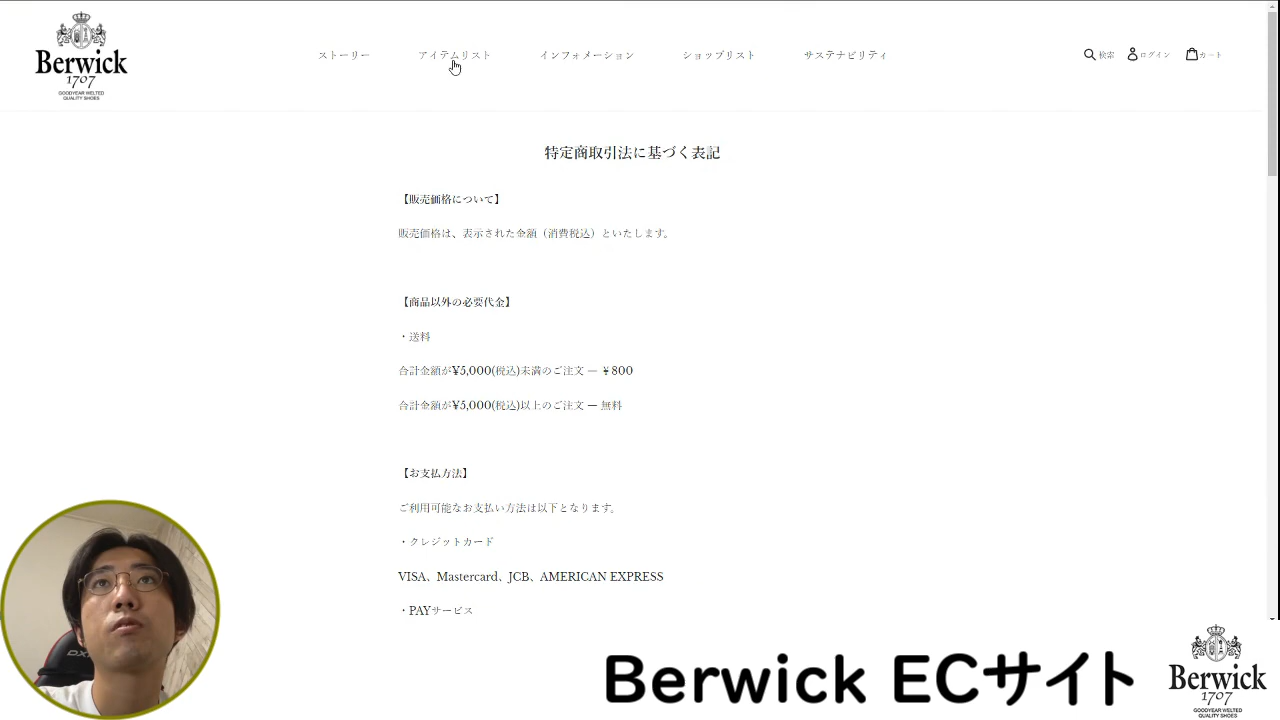 Berwick
1707
GOODYEAR WELTED
QUALITY SHOES
ストーリー
アイテムリスト
インフォメーション
ショップリスト
サステナビリティ
検索
ログイン
カート
特定商取引法に基づく表記
【販売価格について】
販売価格は、表示された金額（消費税込）といたします。
【商品以外の必要代金】
・送料
合計金額が¥5,000(税込)未満のご注文 — ￥800
合計金額が¥5,000(税込)以上のご注文 — 無料
【お支払方法】
ご利用可能なお支払い方法は以下となります。
・クレジットカード
VISA、Mastercard、JCB、AMERICAN EXPRESS
・PAYサービス
DX
Berwick ECサイト
Berwick
1707
GOODYEAR WELTED
QUALITY SHOES